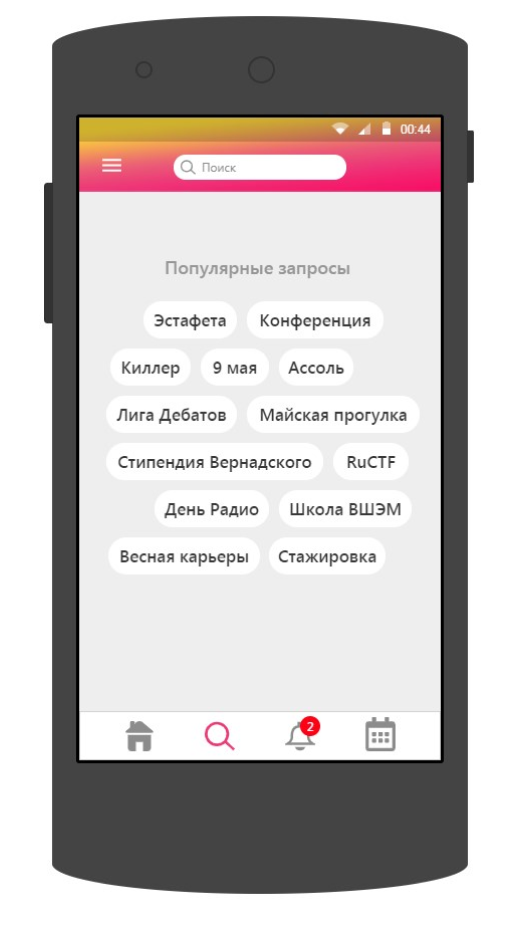 00:44
Поиск
Популярные запросы
Эстафета Конференция
Киллер 9 мая Ассоль
Лига Дебатов Майская прогулка
Стипендия Вернадского RuCTF
День Радио Школа ВШЭМ
Весная карьеры Стажировка
2